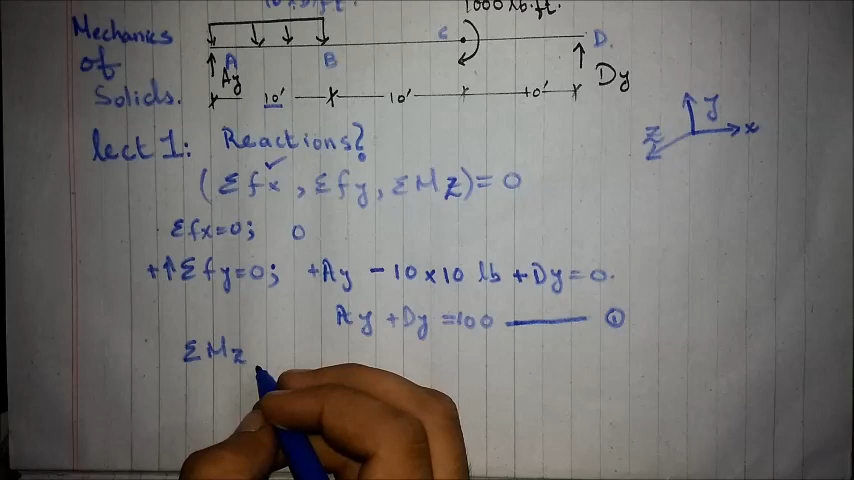 1000 lb.ft.
Mechanics
of
Solids.
C
A
B
D.
Ay
Dy
10'
10'
10'
y
x
Z
lect 1: Reactions?
(Σfx, Σfy, ΣMz) = 0
Σfx=0; 0
+↑Σfy=0; +Ay - 10×10 lb + Dy = 0.
Ay + Dy = 100 —— ①
ΣMz